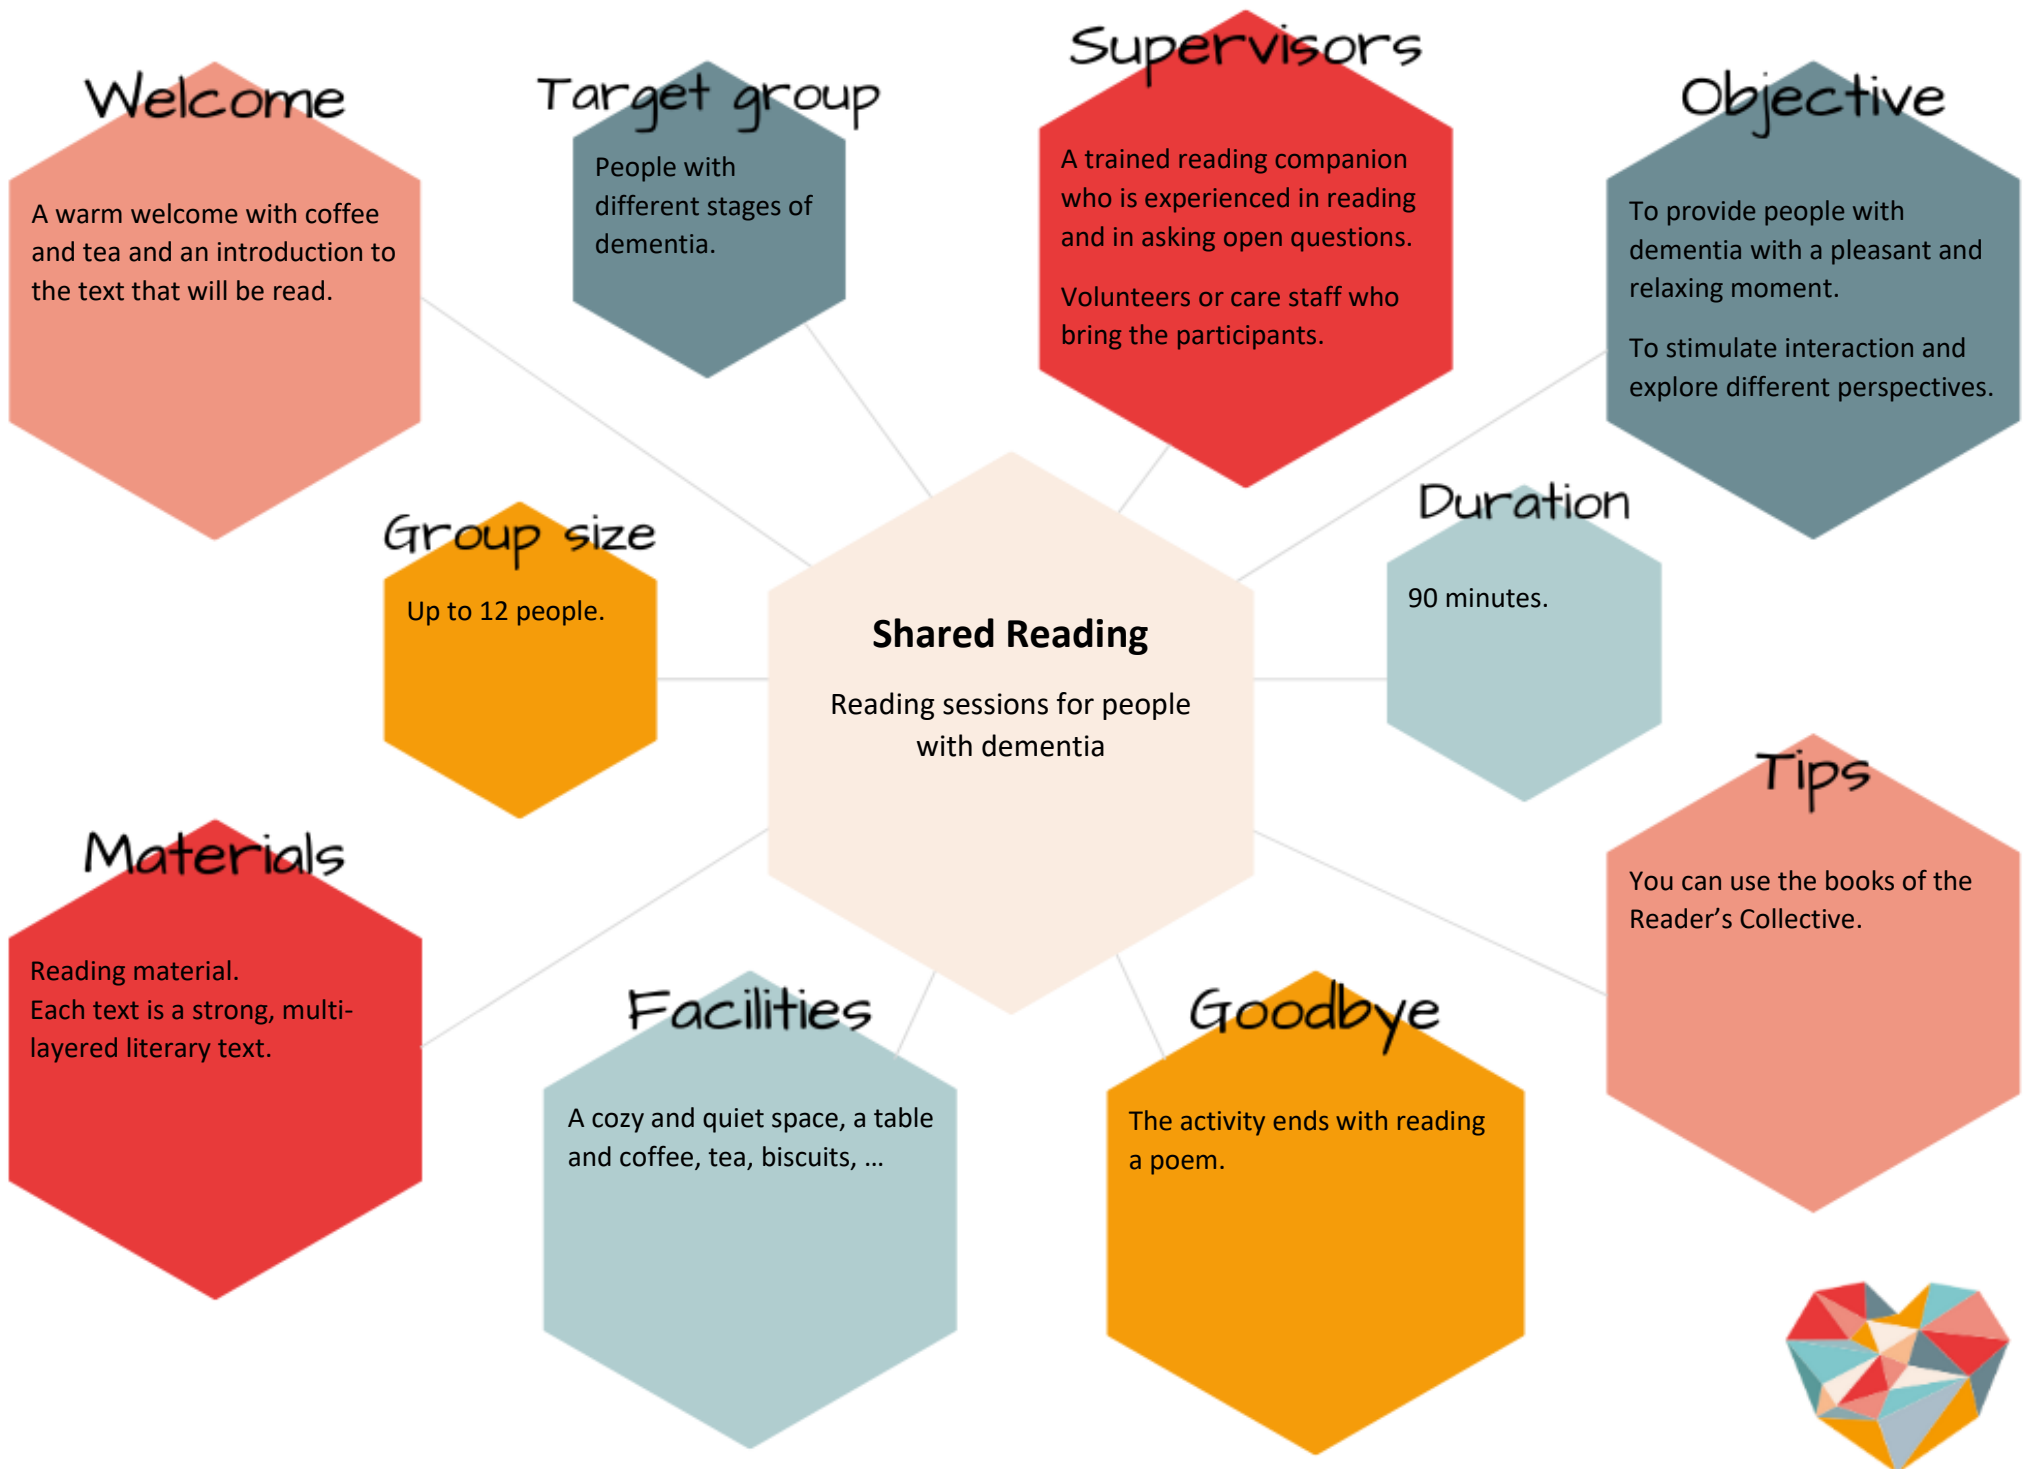 Welcome
A warm welcome with coffee
and tea and an introduction to
the text that will be read.
Target group
People with
different stages of
dementia.
Supervisors
A trained reading companion
who is experienced in reading
and in asking open questions.
Volunteers or care staff who
bring the participants.
Objective
To provide people with
dementia with a pleasant and
relaxing moment.
To stimulate interaction and
explore different perspectives.
Group size
Up to 12 people.
Shared Reading
Reading sessions for people
with dementia
Duration
90 minutes.
Tips
You can use the books of the
Reader’s Collective.
Materials
Reading material.
Each text is a strong, multi-
layered literary text.
Facilities
A cozy and quiet space, a table
and coffee, tea, biscuits, ...
Goodbye
The activity ends with reading
a poem.